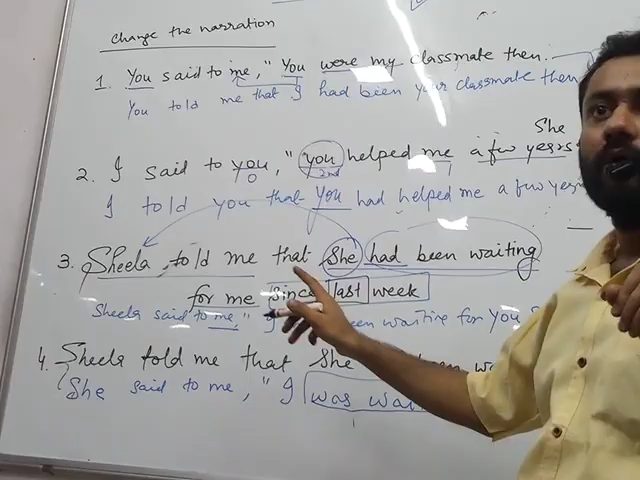 change the narration
1. You said to me, " You were my classmate then.
You told me that I had been your classmate then
She
2. I said to you, " you helped me a few years
O 2nd
I told you that You had helped me a few years
3. Sheela told me that She had been waiting
for me since last week
Sheela said to me, " I been waiting for you S
4. Sheela told me that She
She said to me, " I was wai